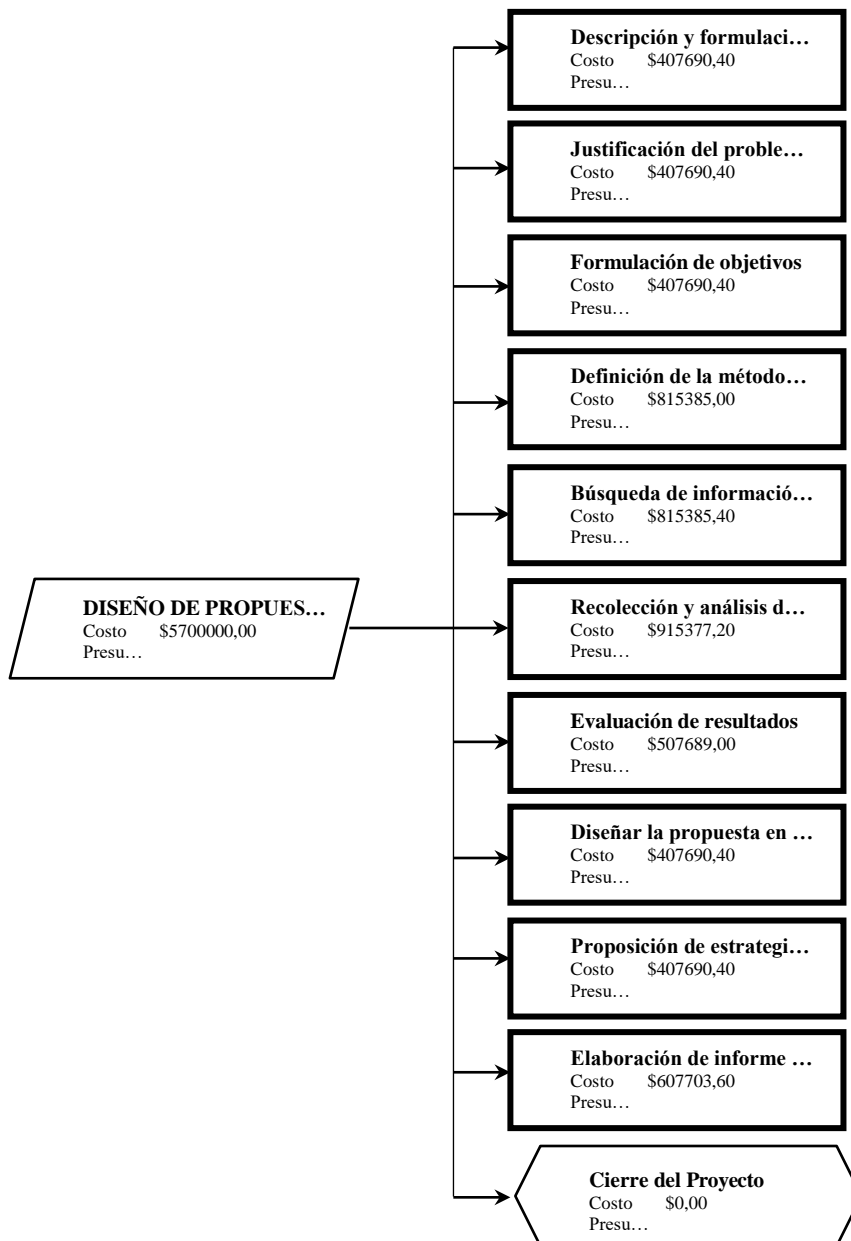 Descripción y formulaci…
Costo $407690,40
Presu…
Justificación del proble…
Costo $407690,40
Presu…
Formulación de objetivos
Costo $407690,40
Presu…
Definición de la método…
Costo $815385,00
Presu…
Búsqueda de informació…
Costo $815385,40
Presu…
DISEÑO DE PROPUES…
Costo $5700000,00
Presu…
Recolección y análisis d…
Costo $915377,20
Presu…
Evaluación de resultados
Costo $507689,00
Presu…
Diseñar la propuesta en …
Costo $407690,40
Presu…
Proposición de estrategi…
Costo $407690,40
Presu…
Elaboración de informe …
Costo $607703,60
Presu…
Cierre del Proyecto
Costo $0,00
Presu…